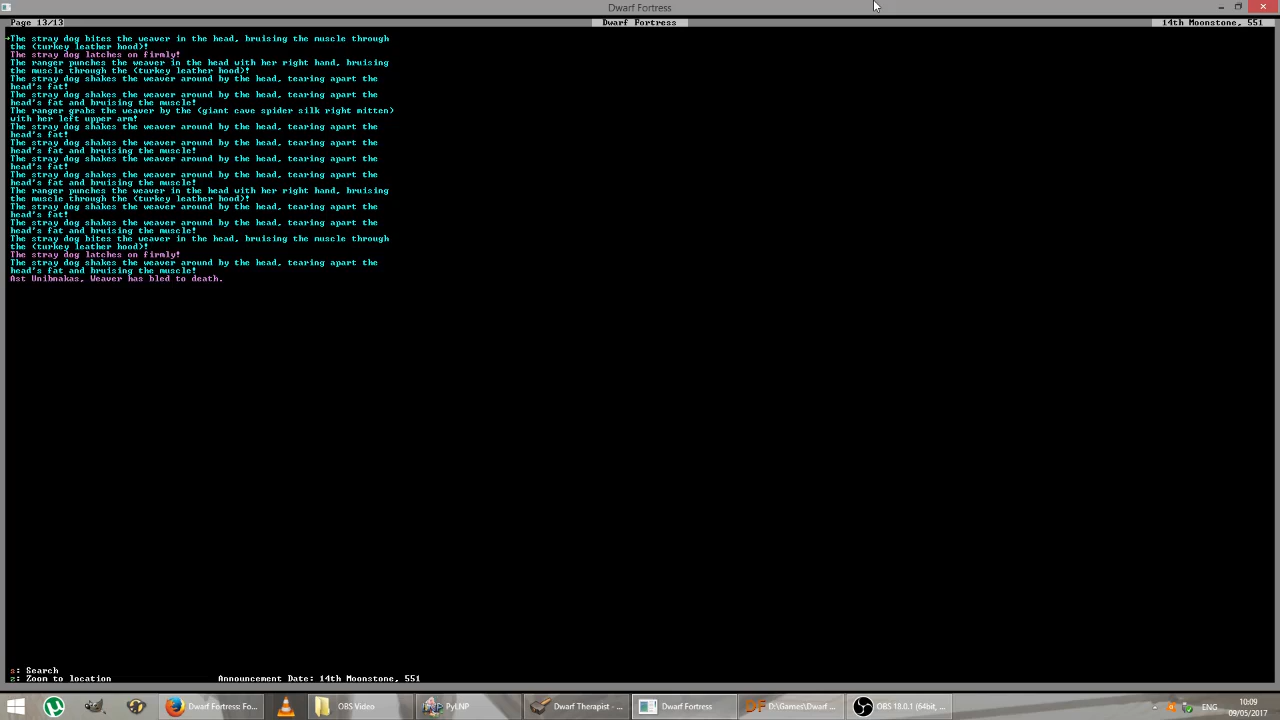 Dwarf Fortress
Page 13/13 Dwarf Fortress 14th Moonstone, 551
The stray dog bites the weaver in the head, bruising the muscle through
the (turkey leather hood)!
The stray dog latches on firmly!
The ranger punches the weaver in the head with her right hand, bruising
the muscle through the (turkey leather hood)!
The stray dog shakes the weaver around by the head, tearing apart the
head's fat!
The stray dog shakes the weaver around by the head, tearing apart the
head's fat and bruising the muscle!
The ranger grabs the weaver by the (giant cave spider silk right mitten)
with her left upper arm!
The stray dog shakes the weaver around by the head, tearing apart the
head's fat!
The stray dog shakes the weaver around by the head, tearing apart the
head's fat and bruising the muscle!
The stray dog shakes the weaver around by the head, tearing apart the
head's fat!
The stray dog shakes the weaver around by the head, tearing apart the
head's fat and bruising the muscle!
The ranger punches the weaver in the head with her right hand, bruising
the muscle through the (turkey leather hood)!
The stray dog shakes the weaver around by the head, tearing apart the
head's fat!
The stray dog shakes the weaver around by the head, tearing apart the
head's fat and bruising the muscle!
The stray dog bites the weaver in the head, bruising the muscle through
the (turkey leather hood)!
The stray dog latches on firmly!
The stray dog shakes the weaver around by the head, tearing apart the
head's fat and bruising the muscle!
Ast Unibnakas, Weaver has bled to death.
s: Search
z: Zoom to location Announcement Date: 14th Moonstone, 551
Dwarf Fortress: Fo... OBS Video PyLNP Dwarf Therapist - ... Dwarf Fortress DF D:\Games\Dwarf ... OBS 18.0.1 (64bit, ... ENG 10:09
09/05/2017